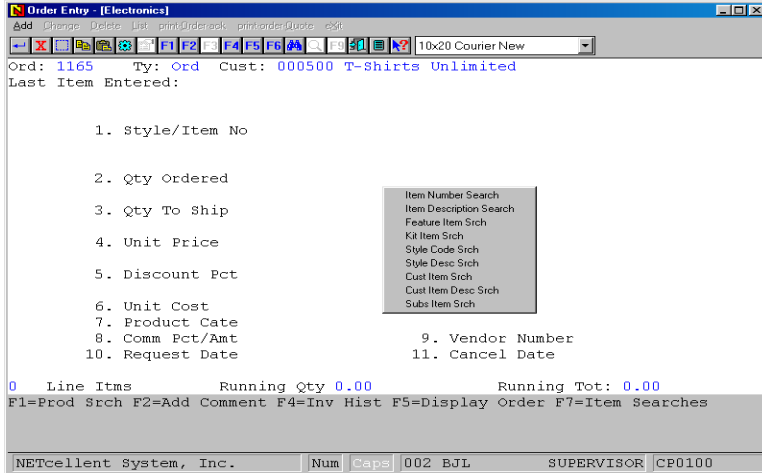 Order Entry - [Electronics]
Add Change Delete List print-Order-ack print-order-Quote eXit
F1 F2 F3 F4 F5 F6 F9 10x20 Courier New
Ord: 1165 Ty: Ord Cust: 000500 T-Shirts Unlimited
Last Item Entered:
1. Style/Item No
2. Qty Ordered
Item Number Search
Item Description Search
3. Qty To Ship
Feature Item Srch
Kit Item Srch
4. Unit Price
Style Code Srch
Style Desc Srch
5. Discount Pct
Cust Item Srch
Cust Item Desc Srch
Subs Item Srch
6. Unit Cost
7. Product Cate
8. Comm Pct/Amt 9. Vendor Number
10. Request Date 11. Cancel Date
0 Line Itms Running Qty 0.00 Running Tot: 0.00
F1=Prod Srch F2=Add Comment F4=Inv Hist F5=Display Order F7=Item Searches
NETcellent System, Inc. Num Caps 002 BJL SUPERVISOR CP0100